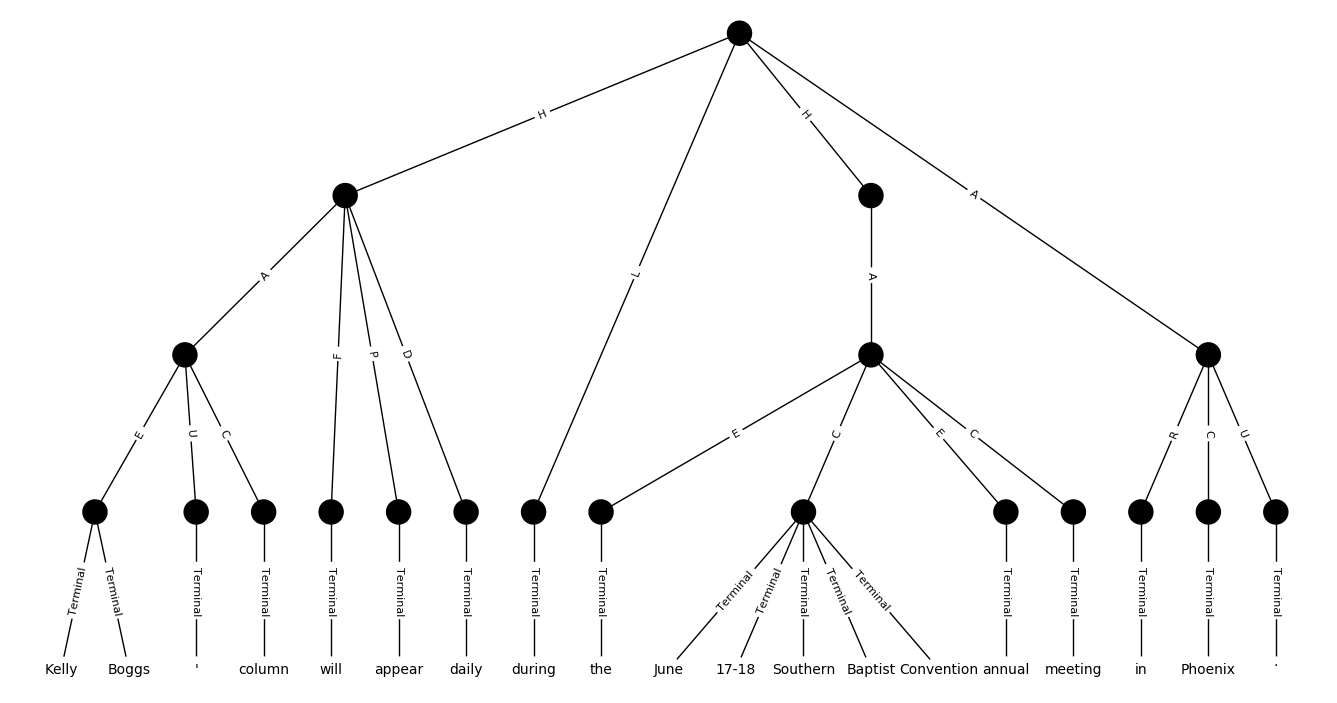 H
H
A
A
L
A
F
P
D
E
U
C
E
C
E
C
R
C
U
Terminal Terminal Terminal Terminal Terminal Terminal Terminal Terminal Terminal Terminal Terminal Terminal Terminal Terminal Terminal Terminal Terminal Terminal Terminal
Kelly Boggs ' column will appear daily during the June 17-18 Southern Baptist Convention annual meeting in Phoenix .